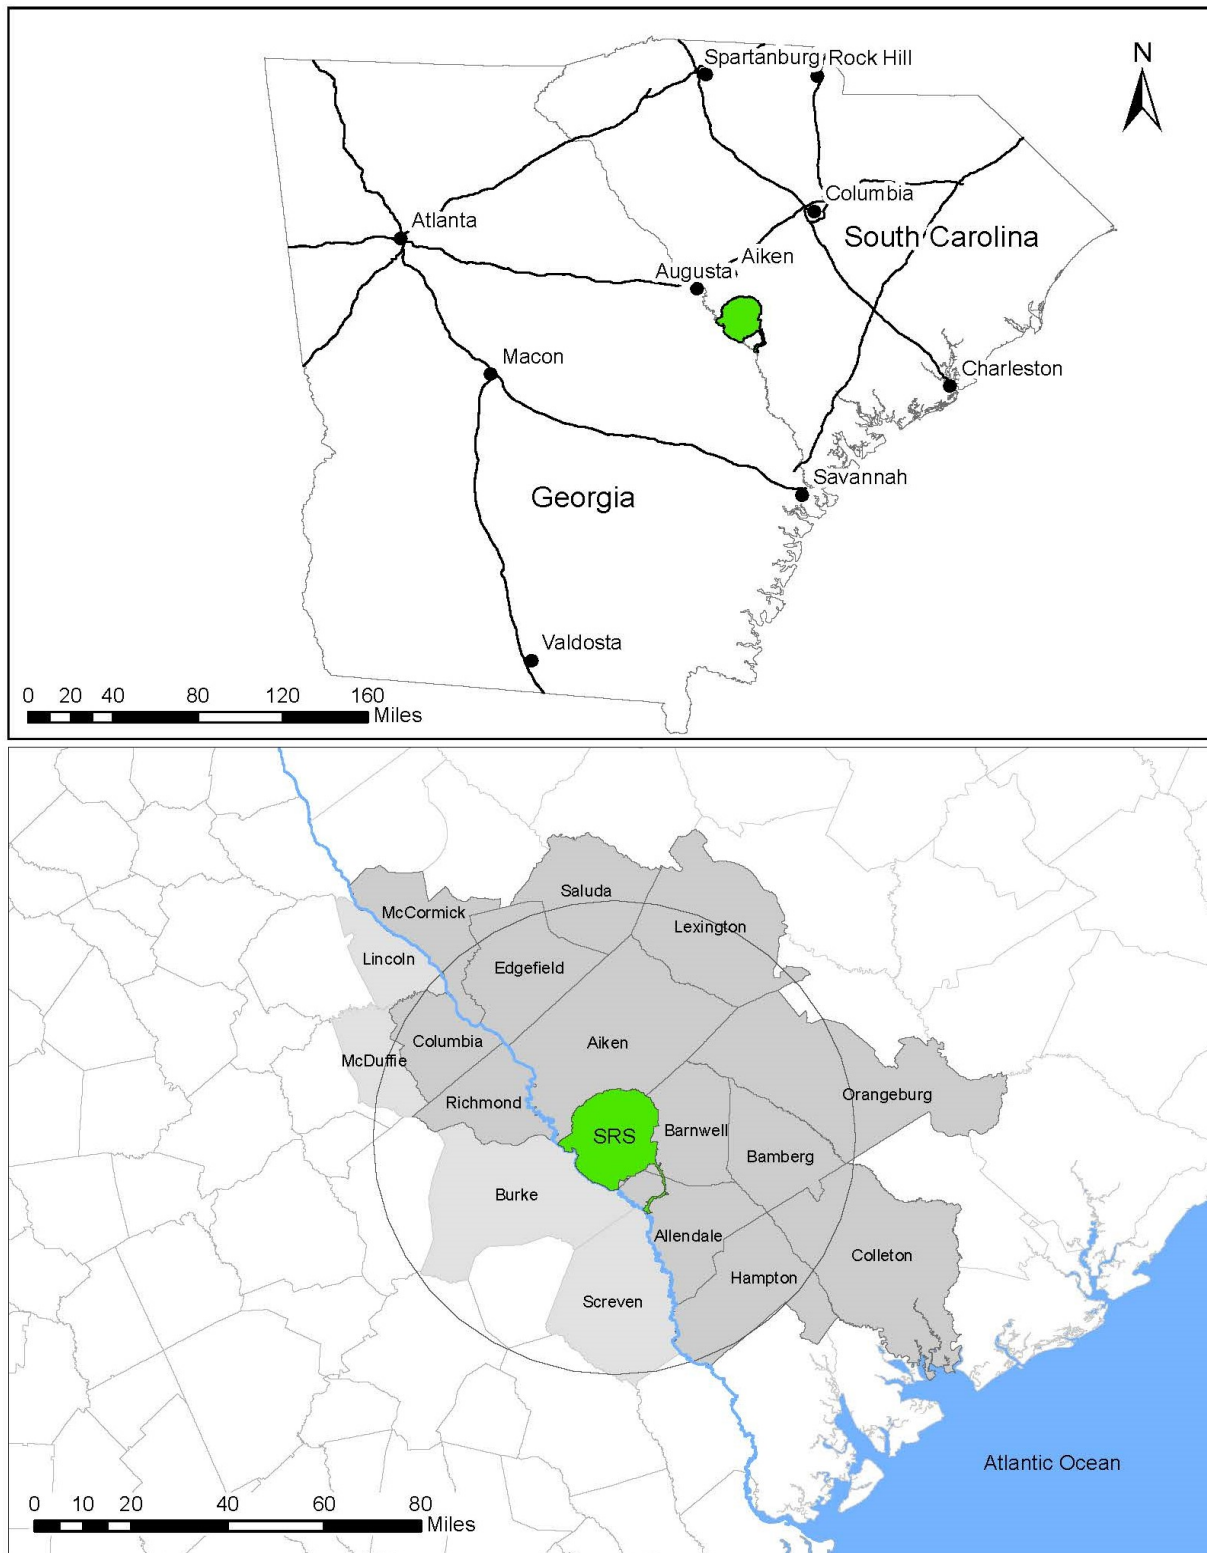 N
Spartanburg Rock Hill
Columbia
Atlanta
South Carolina
Aiken
Augusta
Macon
Charleston
Savannah
Georgia
Valdosta
0 20 40 80 120 160
Miles
Saluda
McCormick
Lexington
Lincoln
Edgefield
Columbia
Aiken
McDuffie
Orangeburg
Richmond
SRS
Barnwell
Bamberg
Burke
Allendale
Colleton
Hampton
Screven
Atlantic Ocean
0 10 20 40 60 80
Miles